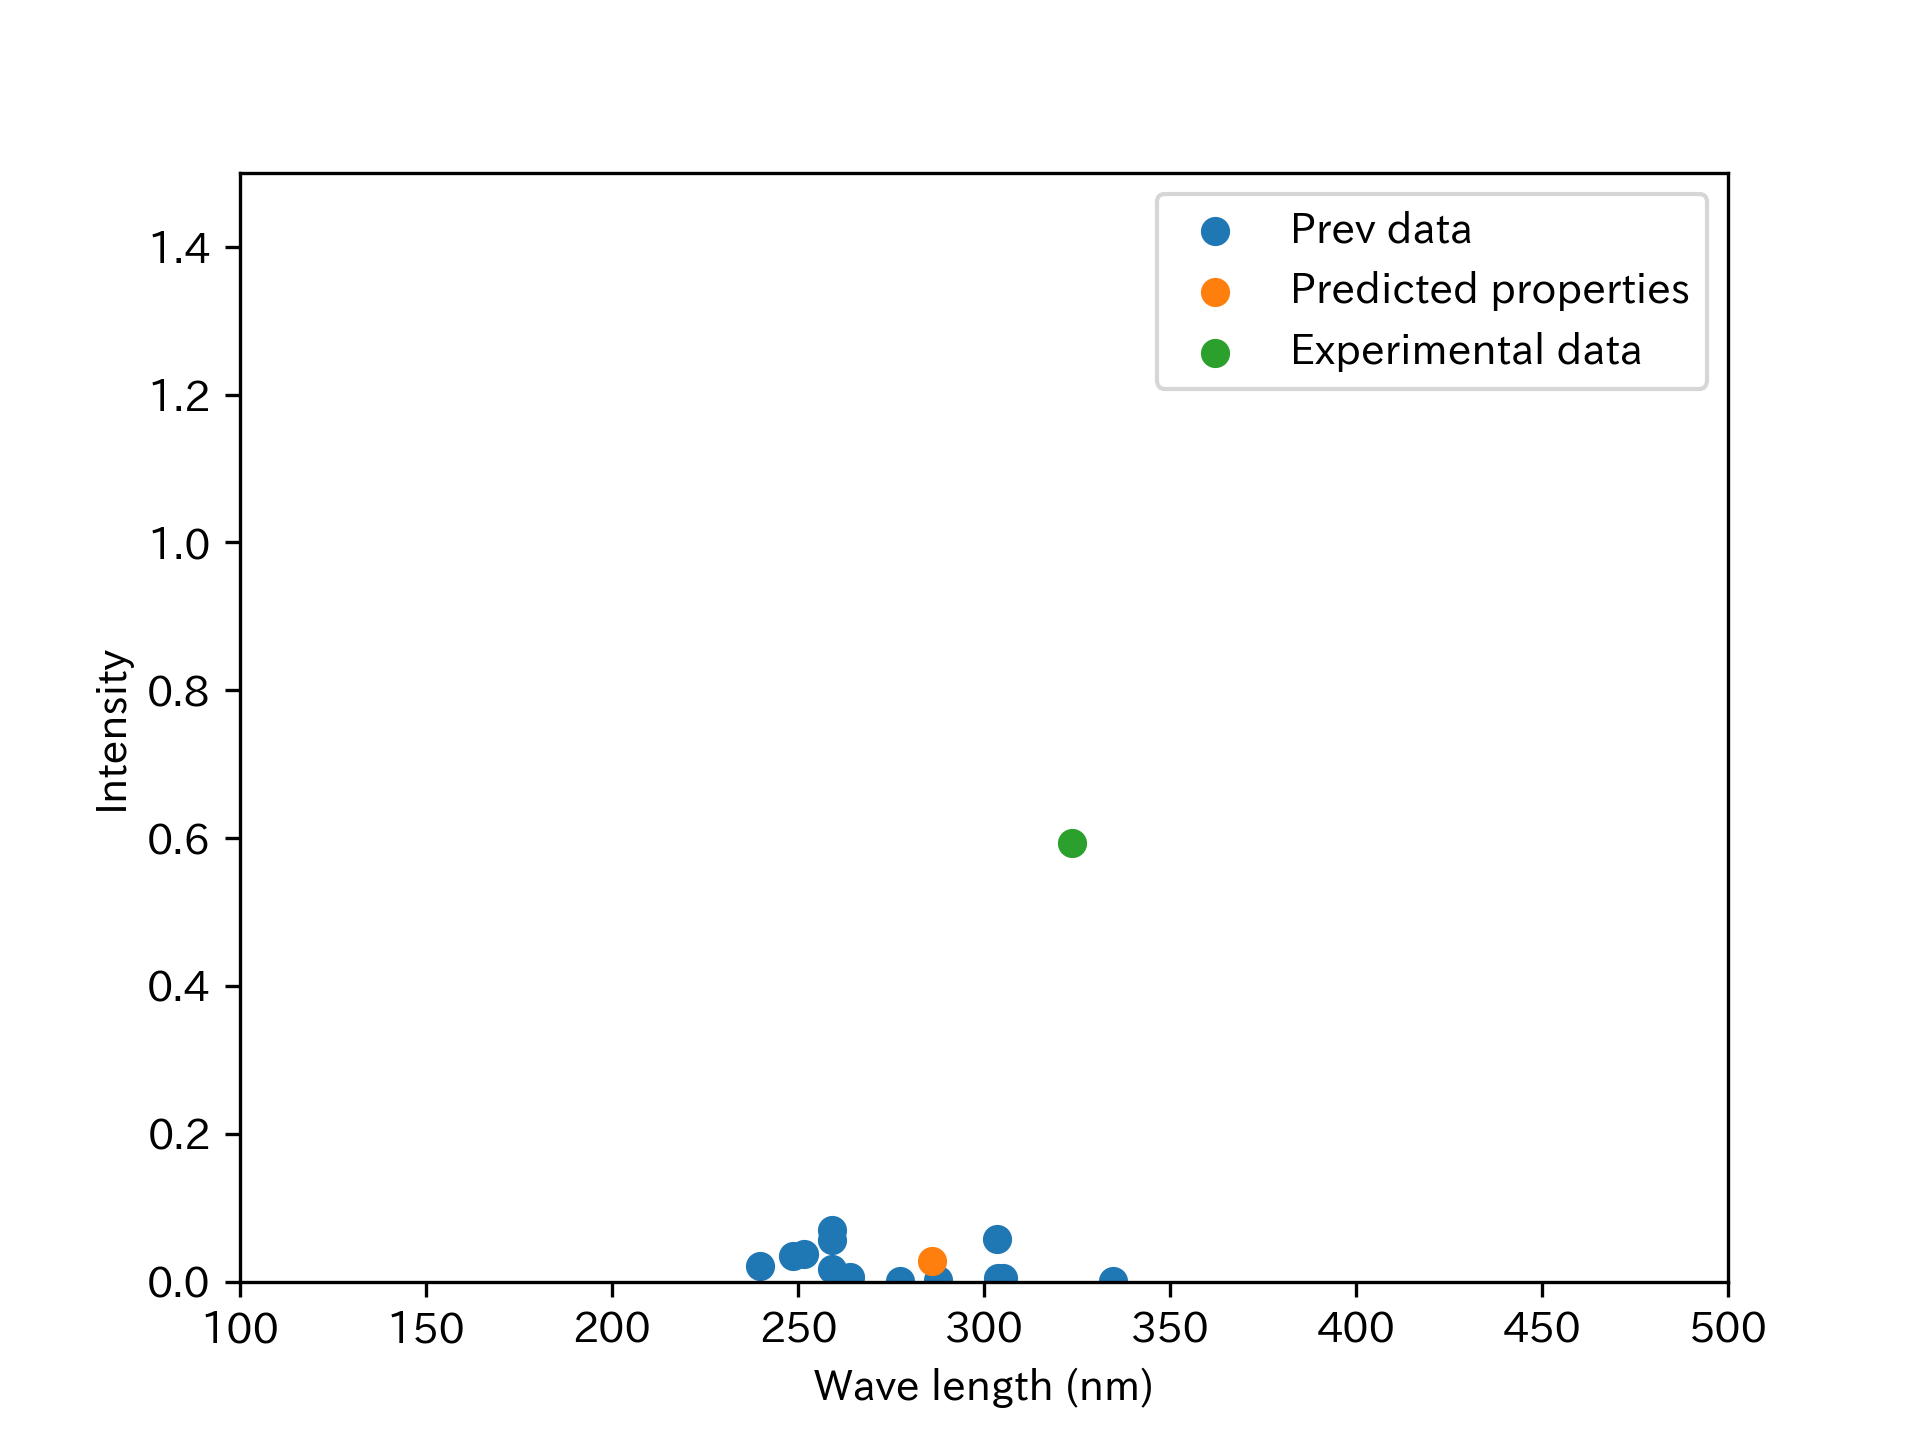 Prev data
Predicted properties
Experimental data
1.4
1.2
1.0
0.8
0.6
0.4
0.2
0.0
Intensity
100 150 200 250 300 350 400 450 500
Wave length (nm)